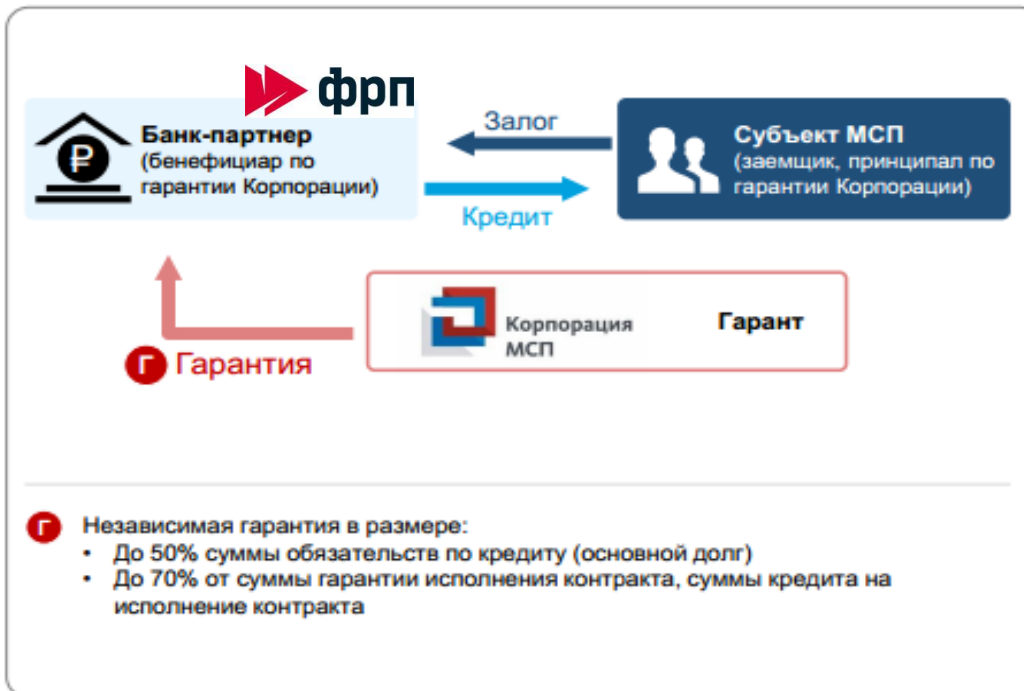 фрп
Банк-партнер
(бенефициар по
гарантии Корпорации)
Залог
Кредит
Субъект МСП
(заемщик, принципал по
гарантии Корпорации)
Корпорация
МСП
Гарант
Г Гарантия
Г Независимая гарантия в размере:
• До 50% суммы обязательств по кредиту (основной долг)
• До 70% от суммы гарантии исполнения контракта, суммы кредита на
исполнение контракта